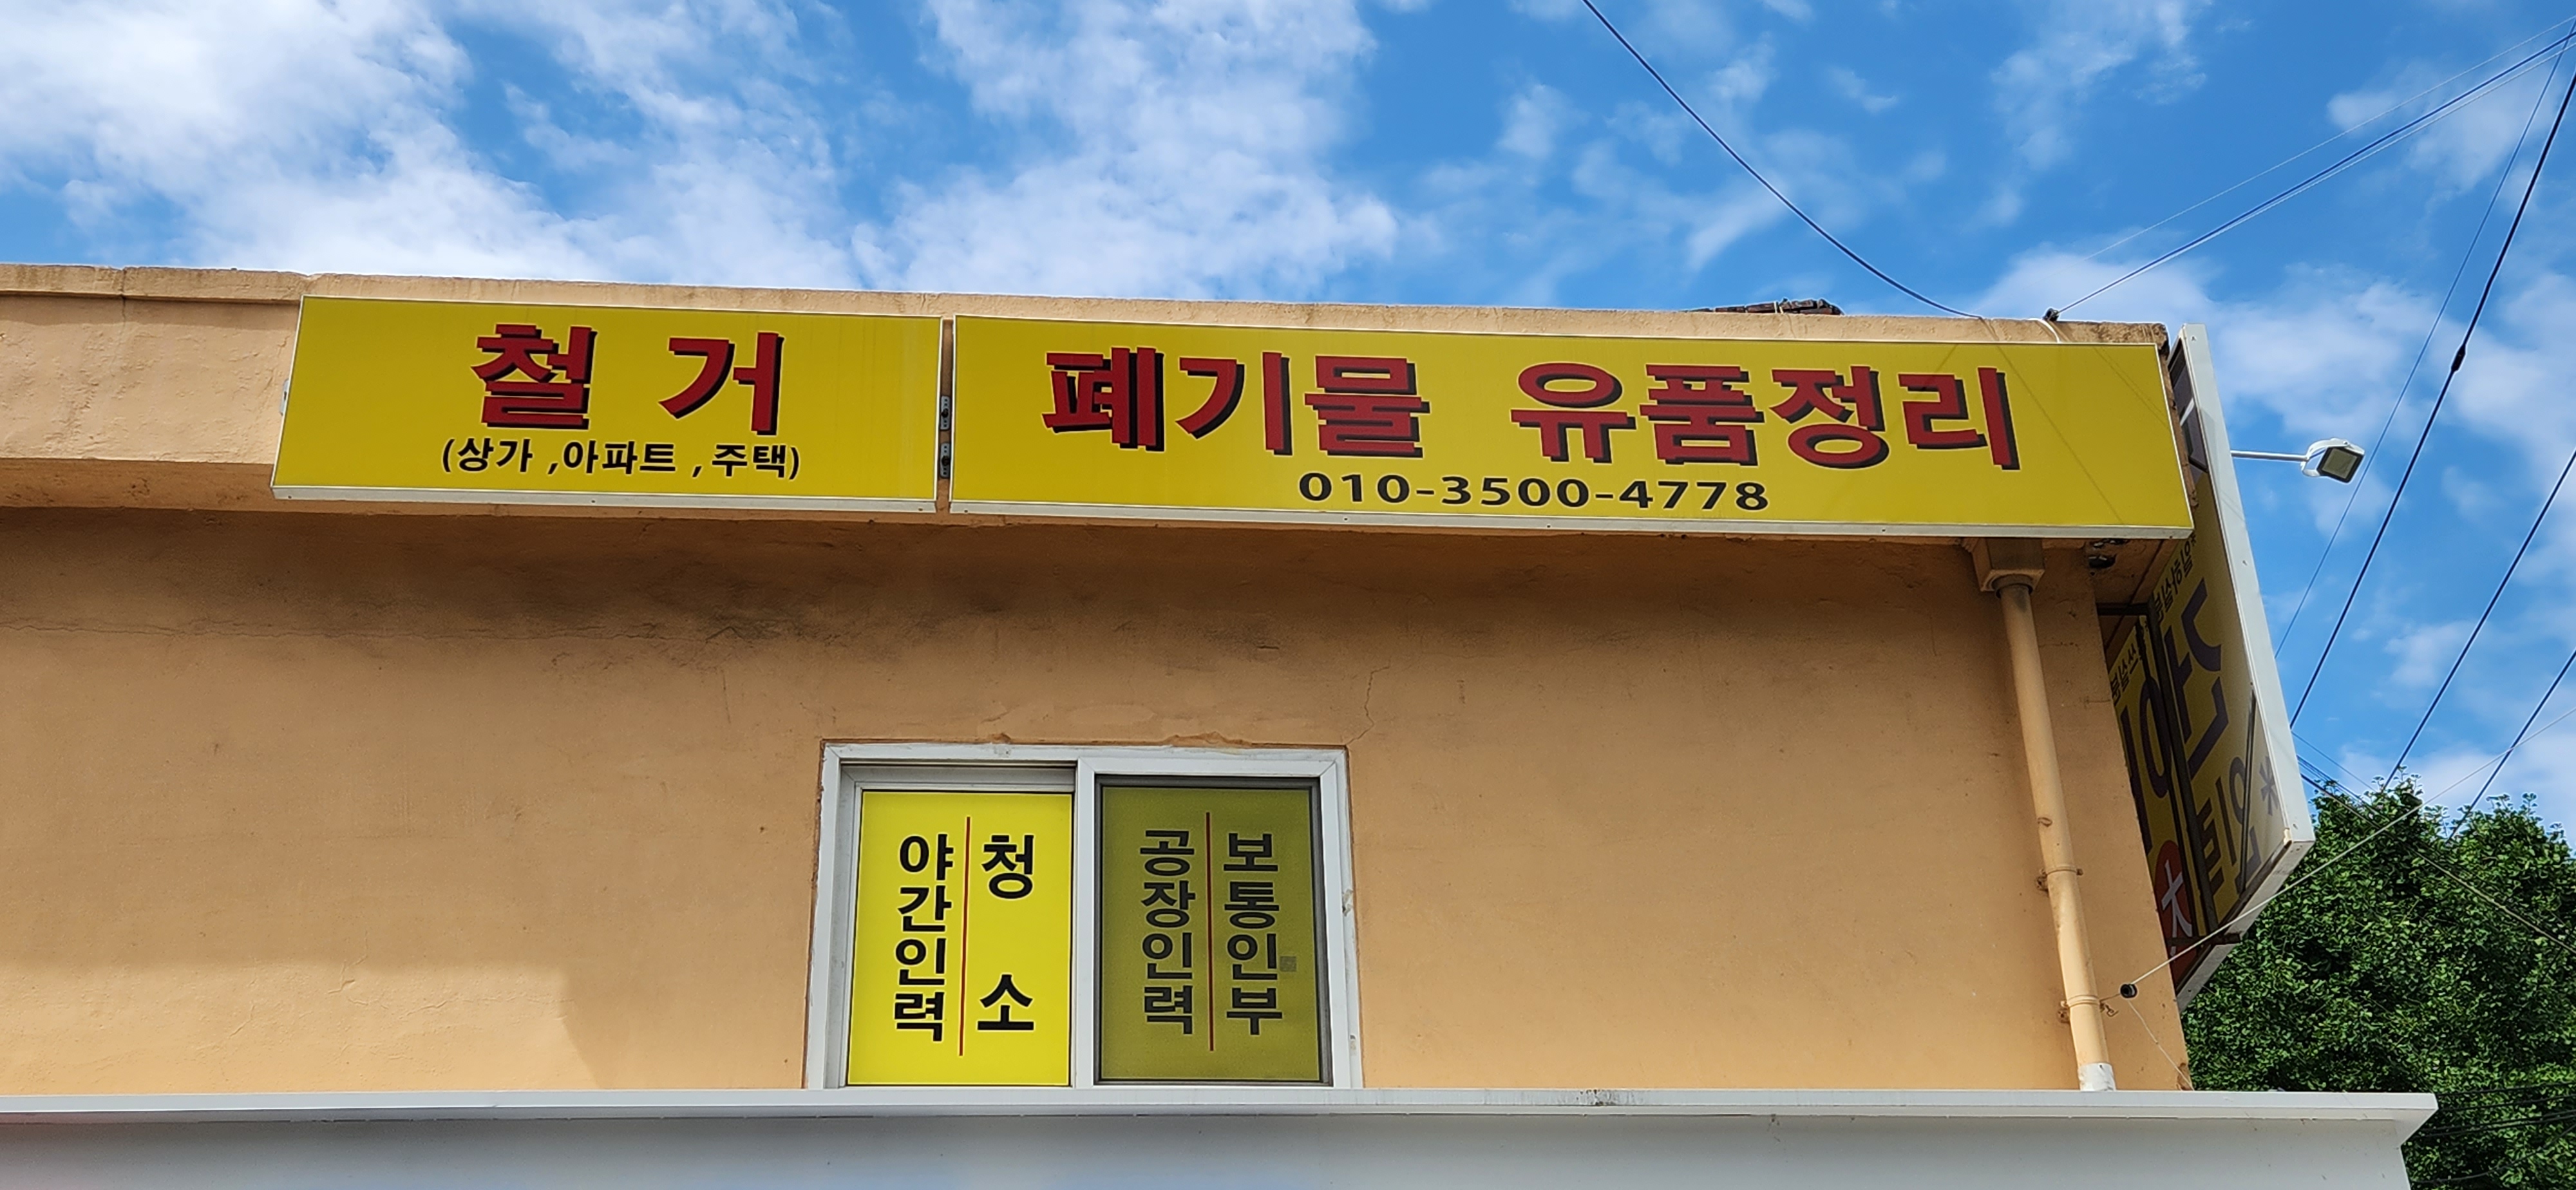 철 거
(상가 ,아파트 , 주택)
폐기물 유품정리
010-3500-4778
야간인력
청 소
공장인력
보통인부